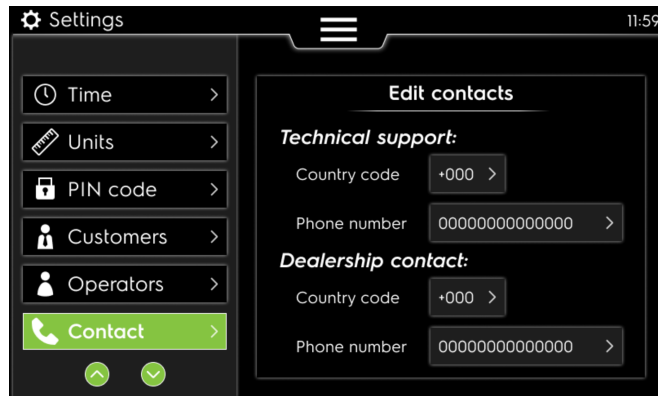 Settings
11:59
Time
Units
PIN code
Customers
Operators
Contact
Edit contacts
Technical support:
Country code +000
Phone number 00000000000000
Dealership contact:
Country code +000
Phone number 00000000000000